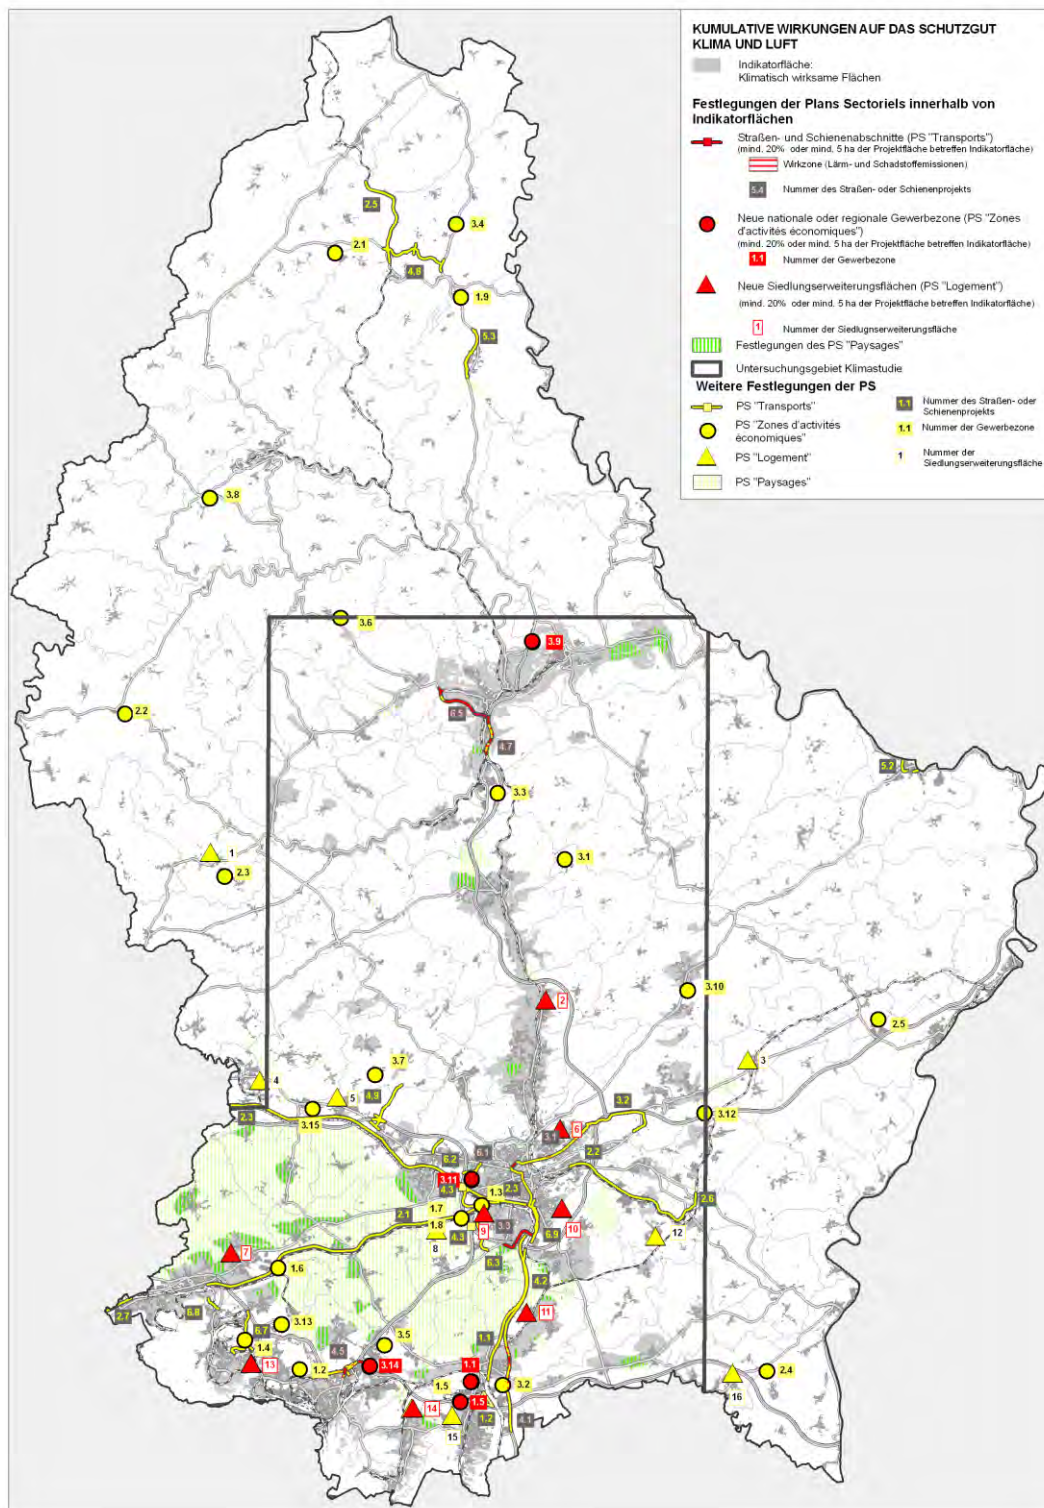 KUMULATIVE WIRKUNGEN AUF DAS SCHUTZGUT
KLIMA UND LUFT
Indikatorfläche:
Klimatisch wirksame Flächen
Festlegungen der Plans Sectoriels innerhalb von
Indikatorflächen
Straßen- und Schienenabschnitte (PS "Transports")
(mind. 20% oder mind. 5 ha der Projektfläche betreffen Indikatorfläche)
Wirkzone (Lärm- und Schadstoffemissionen)
5.4 Nummer des Straßen- oder Schienenprojekts
Neue nationale oder regionale Gewerbezone (PS "Zones
d'activités économiques")
(mind. 20% oder mind. 5 ha der Projektfläche betreffen Indikatorfläche)
1.1 Nummer der Gewerbezone
Neue Siedlungserweiterungsflächen (PS "Logement")
(mind. 20% oder mind. 5 ha der Projektfläche betreffen Indikatorfläche)
1 Nummer der Siedlugnserweiterungsfläche
Festlegungen des PS "Paysages"
Untersuchungsgebiet Klimastudie
Weitere Festlegungen der PS
PS "Transports"
1.1 Nummer des Straßen- oder
Schienenprojekts
PS "Zones d'activités
économiques"
1.1 Nummer der Gewerbezone
PS "Logement"
1 Nummer der
Siedlungserweiterungsfläche
PS "Paysages"
2.5
3.4
2.1
4.8
1.9
5.3
3.8
3.6
3.9
6.5
2.2
4.7
5.2
3.3
1
3.1
2.3
3.10
2
2.5
3.7
3
4
4.9
5
3.2
3.12
3.15
2.3
6
3.1
6.2
6.1
2.2
3.11
4.3
2.3
1.3
2.6
2.1
1.7
1.8
9
3.3
10
6.9
12
4.3
8
6.3
7
1.6
4.2
2.7
6.8
11
3.13
6.7
1.4
4.5
3.5
1.1
13
1.2
3.14
1.1
1.5
3.2
2.4
16
14
1.5
1.2
4.1
15